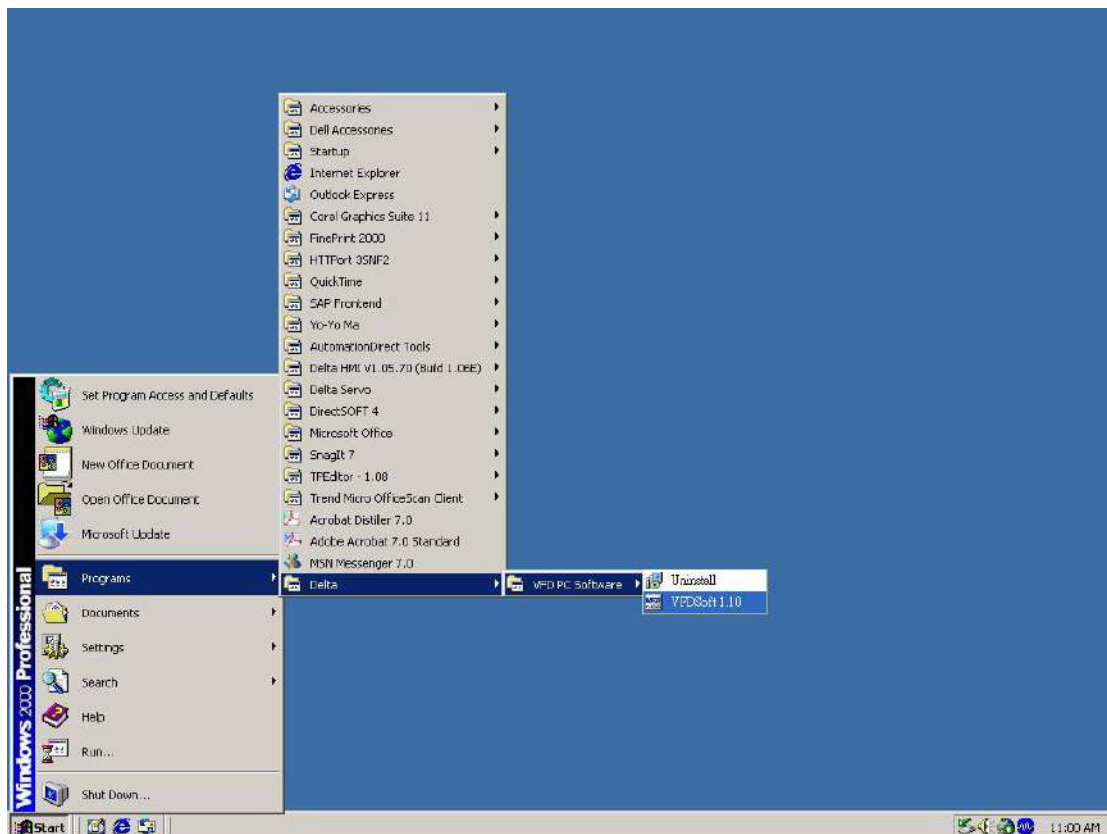 Accessories
Dell Accessories
Startup
Internet Explorer
Outlook Express
Corel Graphics Suite 11
FinePrint 2000
HTTPort 3SNF2
QuickTime
SAP Frontend
Yo-Yo Ma
AutomationDirect Tools
Delta HMI V1.05.70 (Build 1.06E)
Delta Servo
DirectSOFT 4
Microsoft Office
SnagIt 7
TPEditor - 1.08
Trend Micro OfficeScan Client
Acrobat Distiller 7.0
Adobe Acrobat 7.0 Standard
MSN Messenger 7.0
Delta
VFD PC Software
Uninstall
VFDSoft 1.10
Set Program Access and Defaults
Windows Update
New Office Document
Open Office Document
Microsoft Update
Programs
Documents
Settings
Search
Help
Run...
Shut Down...
Windows 2000 Professional
Start
11:00 AM